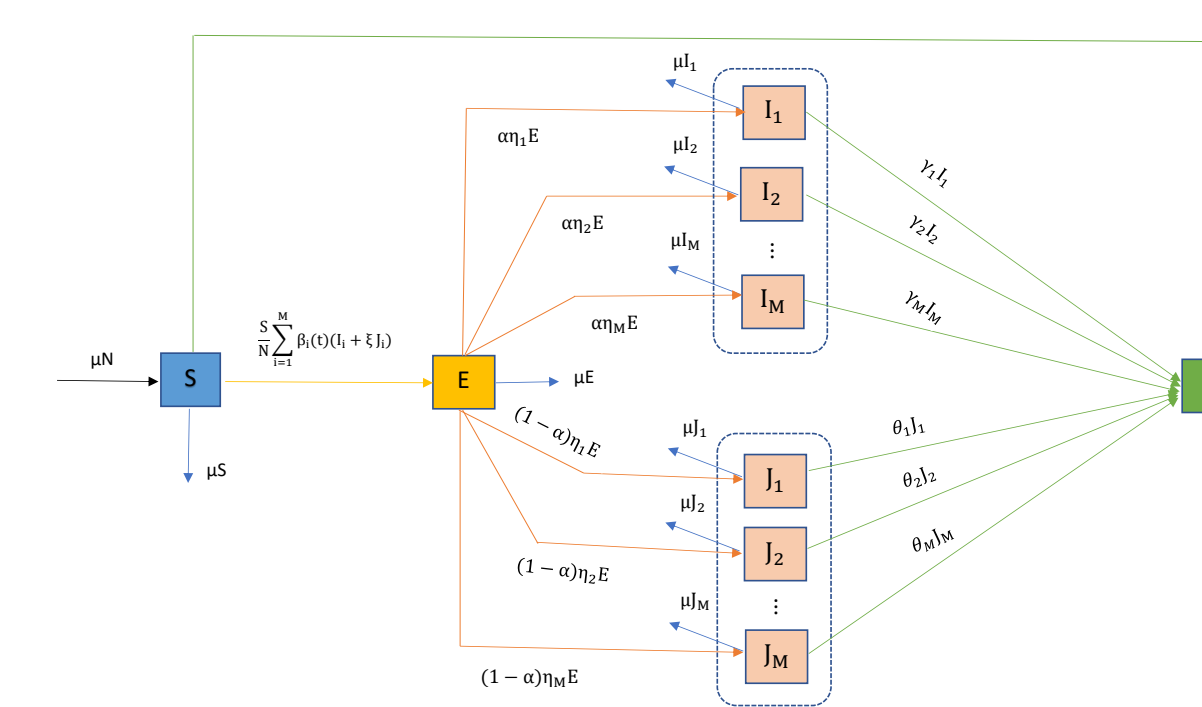 μI₁
I₁
αη₁E
γ₁I₁
μI₂
I₂
αη₂E
γ₂I₂
⋮
μI_M
I_M
αη_ME
γ_MI_M
μN
S
S/N ∑_{i=1}^{M} β_i(t)(I_i + ξ J_i)
E
μE
μS
(1 − α)η₁E
μJ₁
J₁
θ₁J₁
μJ₂
J₂
θ₂J₂
(1 − α)η₂E
⋮
μJ_M
J_M
θ_MJ_M
(1 − α)η_ME